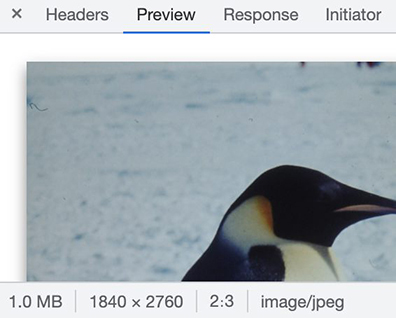 × Headers Preview Response Initiator
1.0 MB 1840 × 2760 2:3 image/jpeg